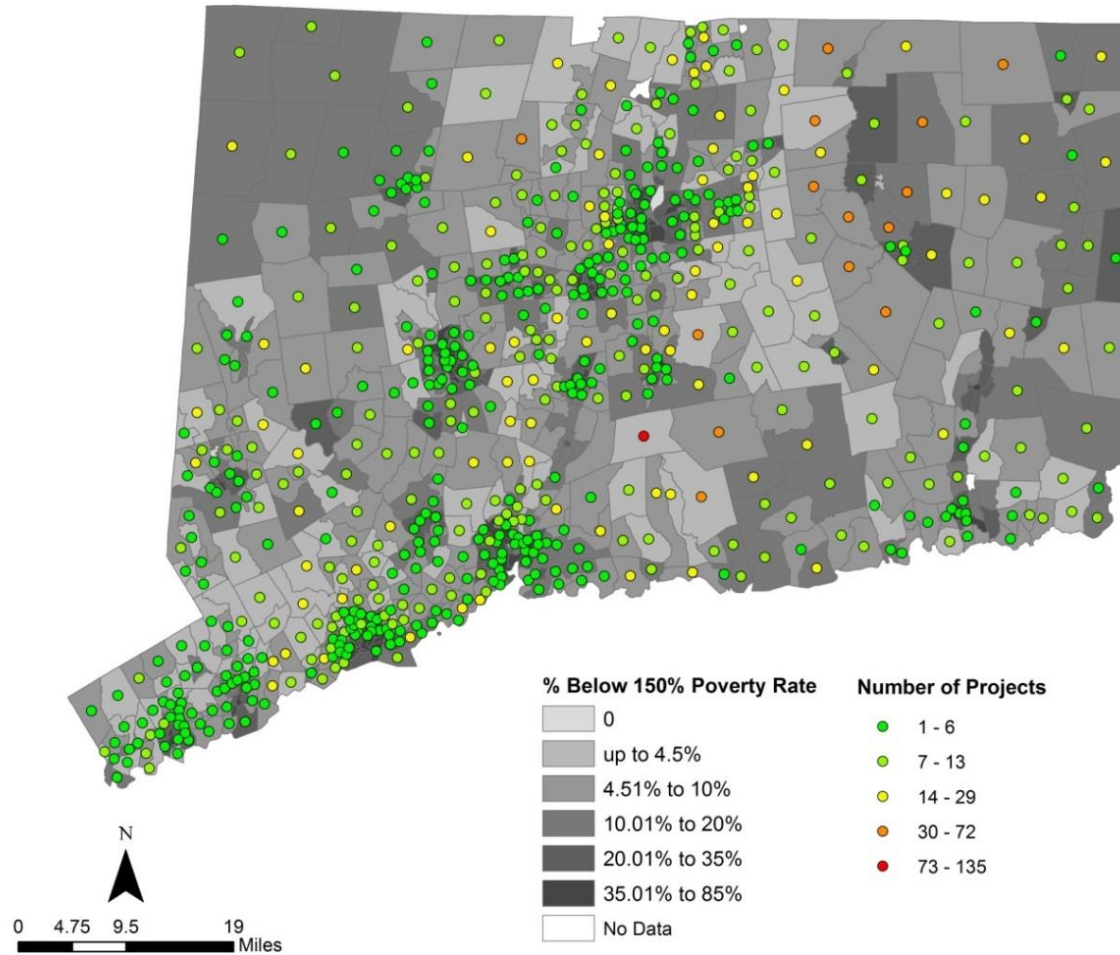 % Below 150% Poverty Rate
0
up to 4.5%
4.51% to 10%
10.01% to 20%
20.01% to 35%
35.01% to 85%
No Data
Number of Projects
1 - 6
7 - 13
14 - 29
30 - 72
73 - 135
N
0 4.75 9.5 19
Miles